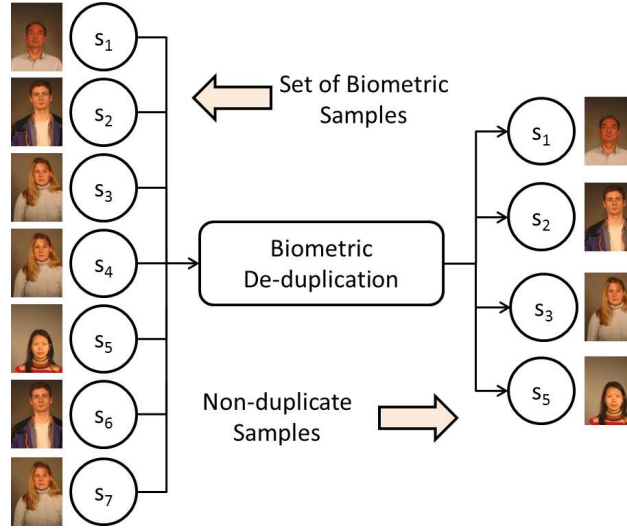 s1
s2
s3
s4
s5
s6
s7
Set of Biometric
Samples
Biometric
De-duplication
Non-duplicate
Samples
s1
s2
s3
s5